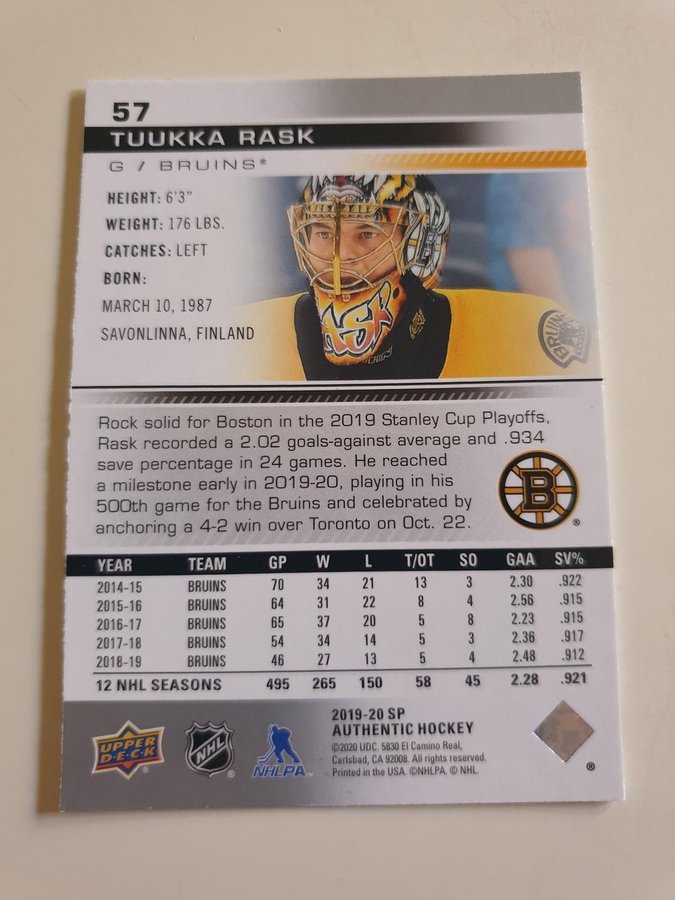 57
TUUKKA RASK
G / BRUINS®
HEIGHT: 6'3"
WEIGHT: 176 LBS.
CATCHES: LEFT
BORN:
MARCH 10, 1987
SAVONLINNA, FINLAND
RASK
BRUINS
Rock solid for Boston in the 2019 Stanley Cup Playoffs,
Rask recorded a 2.02 goals-against average and .934
save percentage in 24 games. He reached
a milestone early in 2019-20, playing in his
500th game for the Bruins and celebrated by
anchoring a 4-2 win over Toronto on Oct. 22.
B
®
YEAR TEAM GP W L T/OT SO GAA SV%
2014-15 BRUINS 70 34 21 13 3 2.30 .922
2015-16 BRUINS 64 31 22 8 4 2.56 .915
2016-17 BRUINS 65 37 20 5 8 2.23 .915
2017-18 BRUINS 54 34 14 5 3 2.36 .917
2018-19 BRUINS 46 27 13 5 4 2.48 .912
12 NHL SEASONS 495 265 150 58 45 2.28 .921
UPPER
DECK
®
NHL
®
NHLPA
2019-20 SP
AUTHENTIC HOCKEY
©2020 UDC. 5830 El Camino Real,
Carlsbad, CA 92008. All rights reserved.
Printed in the USA. ©NHLPA. © NHL.
®